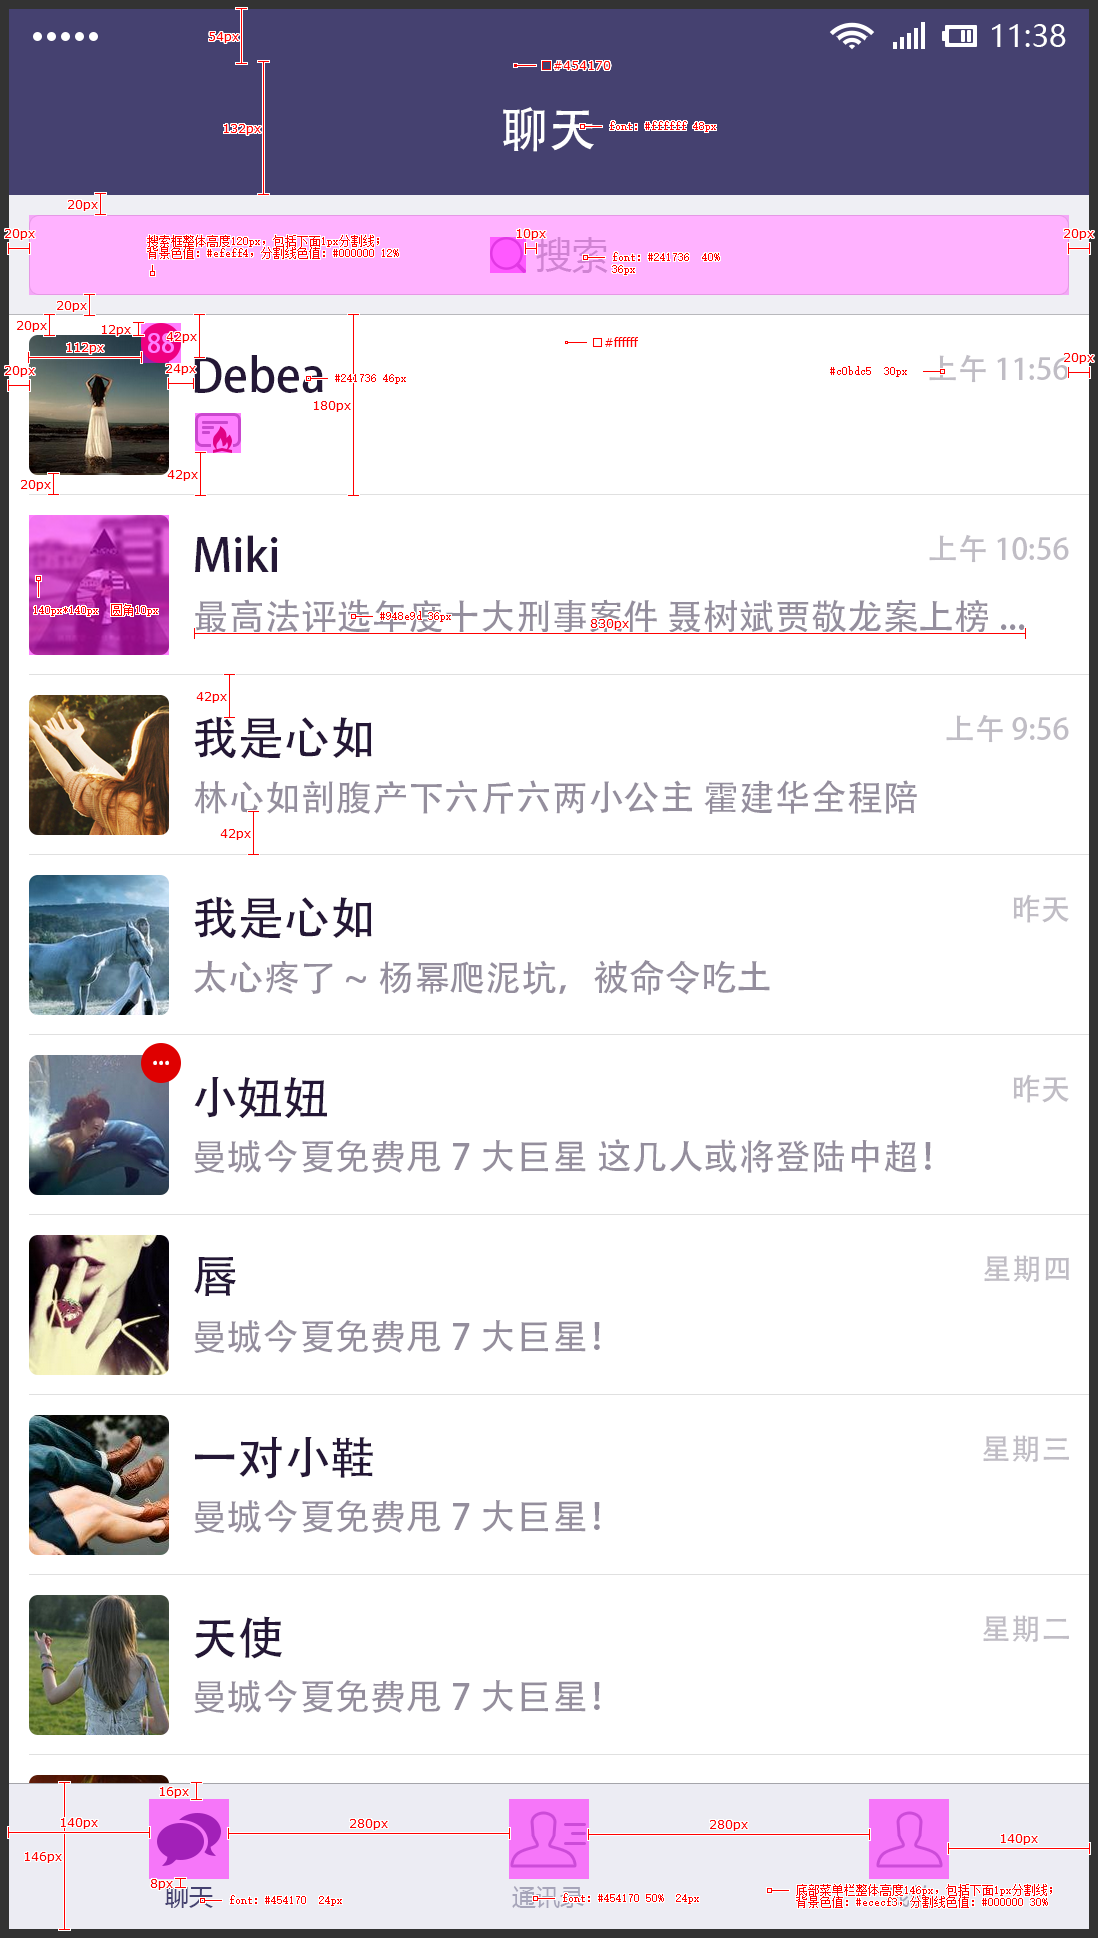 54px
11:38
#454170
132px
聊天
font: #ffffff 48px
20px
20px
搜索框整体高度120px，包括下面1px分割线；
背景色值：#efeff4，分割线色值：#000000 12%
10px
搜索
font: #241736 40%
36px
20px
20px
20px
12px
88
42px
112px
20px
24px
Debea
#241736 46px
180px
#ffffff
#c0bdc5 30px
上午 11:56
20px
42px
20px
Miki
上午 10:56
140px*140px 圆角10px
最高法评选年度十大刑事案件 聂树斌贾敬龙案上榜 ...
#948e9d 36px
830px
42px
我是心如
上午 9:56
林心如剖腹产下六斤六两小公主 霍建华全程陪
42px
我是心如
昨天
太心疼了 ~ 杨幂爬泥坑，被命令吃土
小妞妞
昨天
曼城今夏免费甩 7 大巨星 这几人或将登陆中超！
唇
星期四
曼城今夏免费甩 7 大巨星！
一对小鞋
星期三
曼城今夏免费甩 7 大巨星！
天使
星期二
曼城今夏免费甩 7 大巨星！
16px
140px
280px
280px
140px
146px
8px
聊天
font: #454170 24px
通讯录
font: #454170 50% 24px
底部菜单栏整体高度146px，包括下面1px分割线；
背景色值：#ececf3，分割线色值：#000000 30%